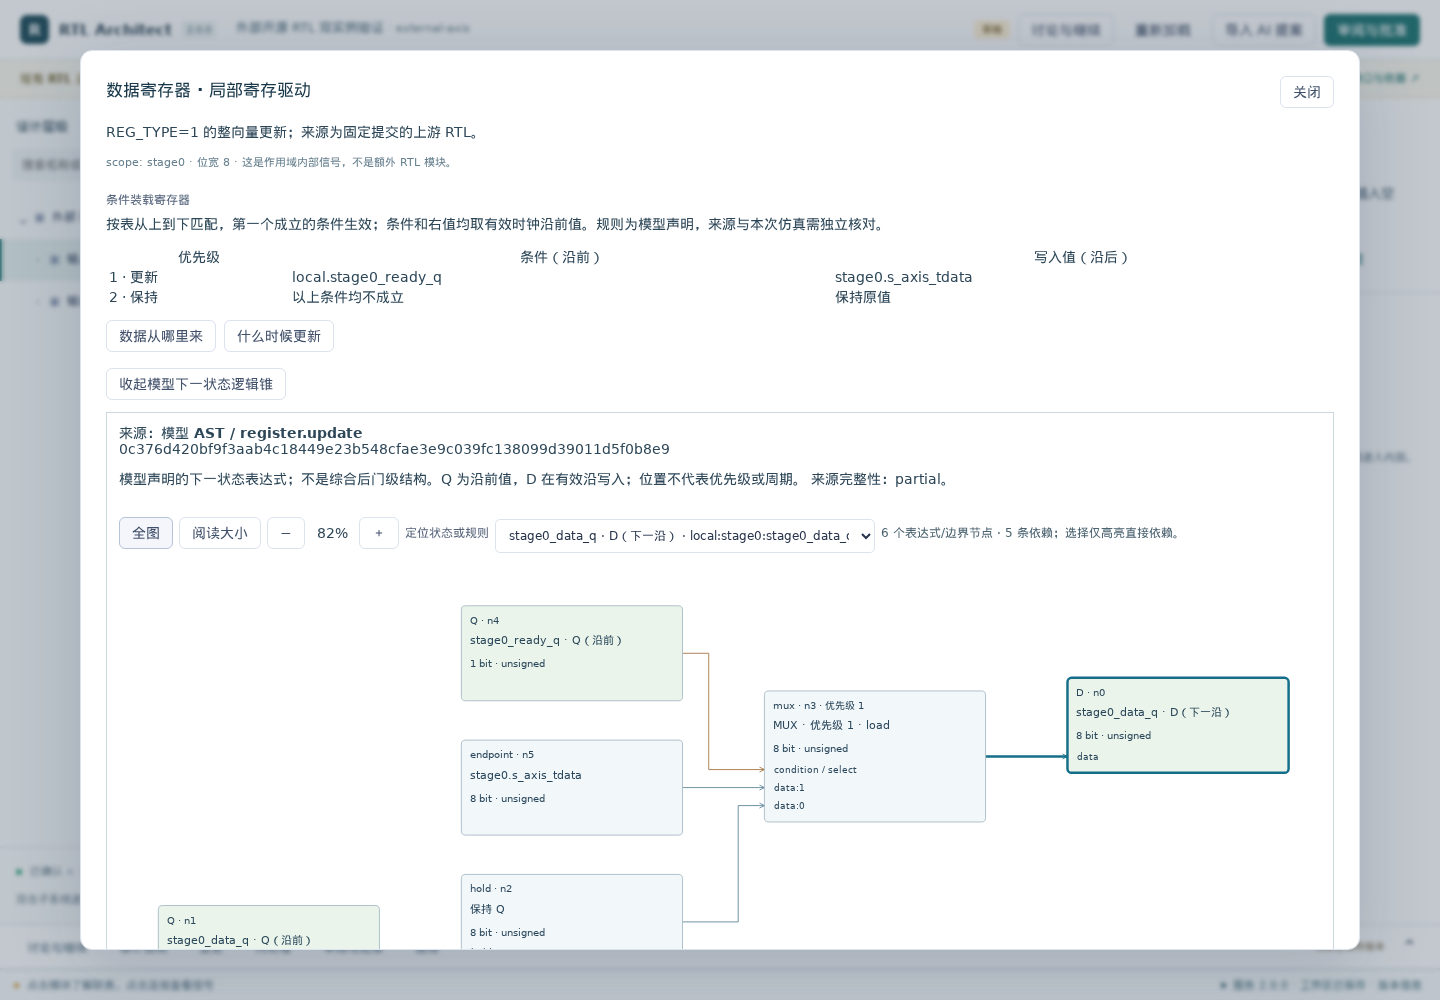 RTL Architect
数据寄存器 · 局部寄存驱动
关闭
REG_TYPE=1 的整向量更新；来源为固定提交的上游 RTL。
scope: stage0 · 位宽 8 · 这是作用域内部信号，不是额外 RTL 模块。
条件装载寄存器
按表从上到下匹配，第一个成立的条件生效；条件和右值均取有效时钟沿前值。规则为模型声明，来源与本次仿真需独立核对。
优先级 条件（沿前） 写入值（沿后）
1 · 更新 local.stage0_ready_q stage0.s_axis_tdata
2 · 保持 以上条件均不成立 保持原值
数据从哪里来 什么时候更新
收起模型下一状态逻辑锥
来源：模型 AST / register.update
0c376d420bf9f3aab4c18449e23b548cfae3e9c039fc138099d39011d5f0b8e9
模型声明的下一状态表达式；不是综合后门级结构。Q 为沿前值，D 在有效沿写入；位置不代表优先级或周期。 来源完整性：partial。
全图 阅读大小 − 82% + 定位状态或规则 stage0_data_q · D（下一沿） · local:stage0:stage0_data_ 6 个表达式/边界节点 · 5 条依赖；选择仅高亮直接依赖。
Q · n4
stage0_ready_q · Q（沿前）
1 bit · unsigned
endpoint · n5
stage0.s_axis_tdata
8 bit · unsigned
hold · n2
保持 Q
8 bit · unsigned
Q · n1
stage0_data_q · Q（沿前）
mux · n3 · 优先级 1
MUX · 优先级 1 · load
8 bit · unsigned
condition / select
data:1
data:0
D · n0
stage0_data_q · D（下一沿）
8 bit · unsigned
data